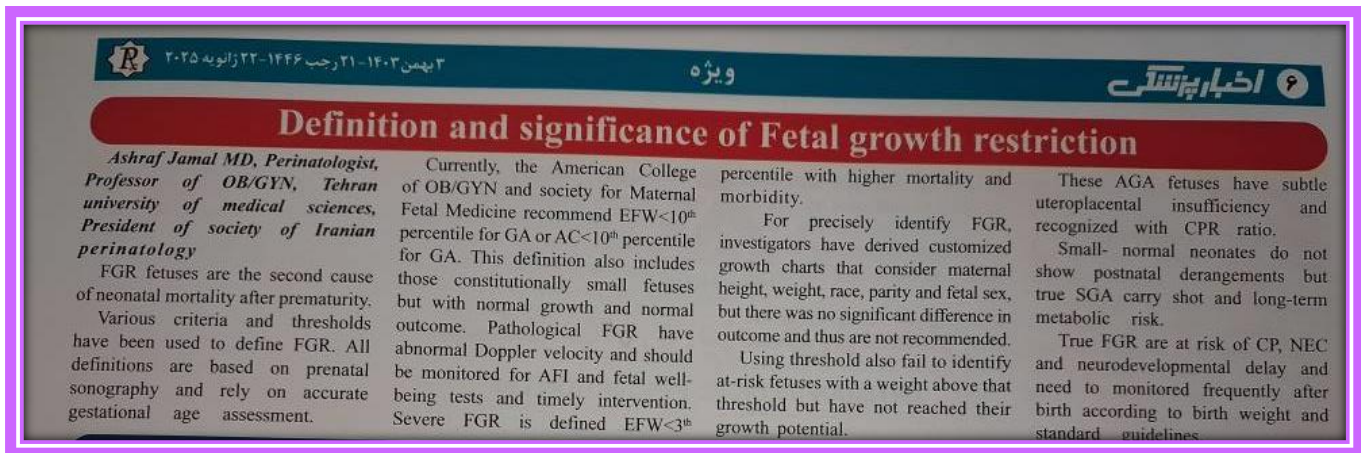 ۶ اخبار پزشکی
ویژه
۳ بهمن ۱۴۰۳-۲۱ رجب ۱۴۴۶-۲۲ ژانویه ۲۰۲۵
Rx
Definition and significance of Fetal growth restriction
Ashraf Jamal MD, Perinatologist,
Professor of OB/GYN, Tehran
university of medical sciences,
President of society of Iranian
perinatology
FGR fetuses are the second cause
of neonatal mortality after prematurity.
Various criteria and thresholds
have been used to define FGR. All
definitions are based on prenatal
sonography and rely on accurate
gestational age assessment.
Currently, the American College
of OB/GYN and society for Maternal
Fetal Medicine recommend EFW<10th
percentile for GA or AC<10th percentile
for GA. This definition also includes
those constitutionally small fetuses
but with normal growth and normal
outcome. Pathological FGR have
abnormal Doppler velocity and should
be monitored for AFI and fetal well-
being tests and timely intervention.
Severe FGR is defined EFW<3th
percentile with higher mortality and
morbidity.
For precisely identify FGR,
investigators have derived customized
growth charts that consider maternal
height, weight, race, parity and fetal sex,
but there was no significant difference in
outcome and thus are not recommended.
Using threshold also fail to identify
at-risk fetuses with a weight above that
threshold but have not reached their
growth potential.
These AGA fetuses have subtle
uteroplacental insufficiency and
recognized with CPR ratio.
Small- normal neonates do not
show postnatal derangements but
true SGA carry shot and long-term
metabolic risk.
True FGR are at risk of CP, NEC
and neurodevelopmental delay and
need to monitored frequently after
birth according to birth weight and
standard guidelines